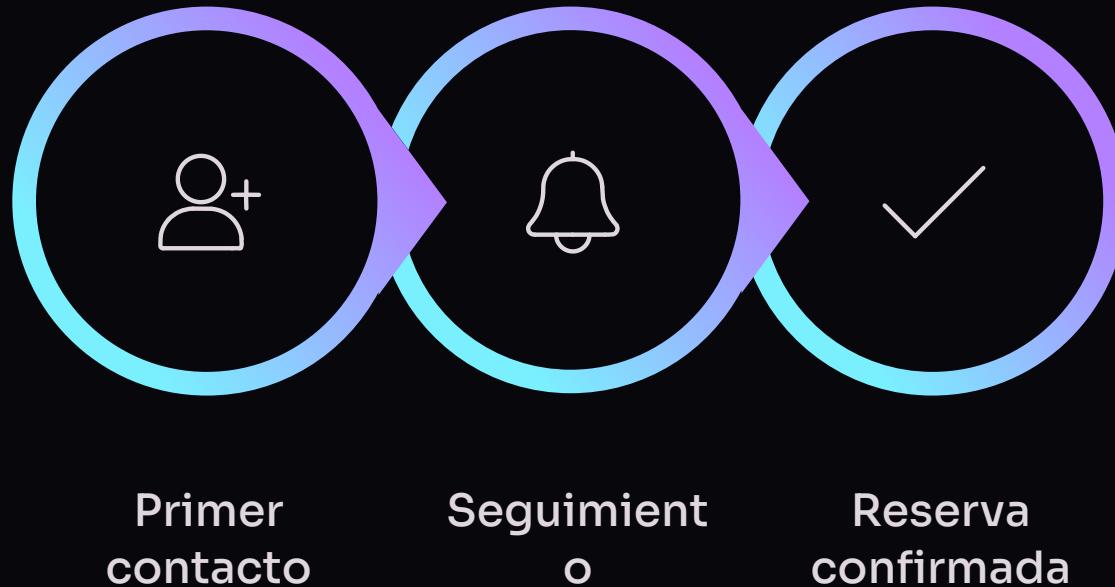 Primer
contacto
Seguimient
o
Reserva
confirmada